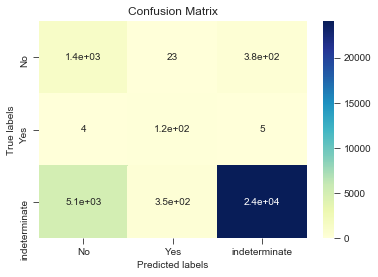 Confusion Matrix
No
1.4e+03 23 3.8e+02
Yes
4 1.2e+02 5
indeterminate
5.1e+03 3.5e+02 2.4e+04
True labels
No Yes indeterminate
Predicted labels
20000
15000
10000
5000
0